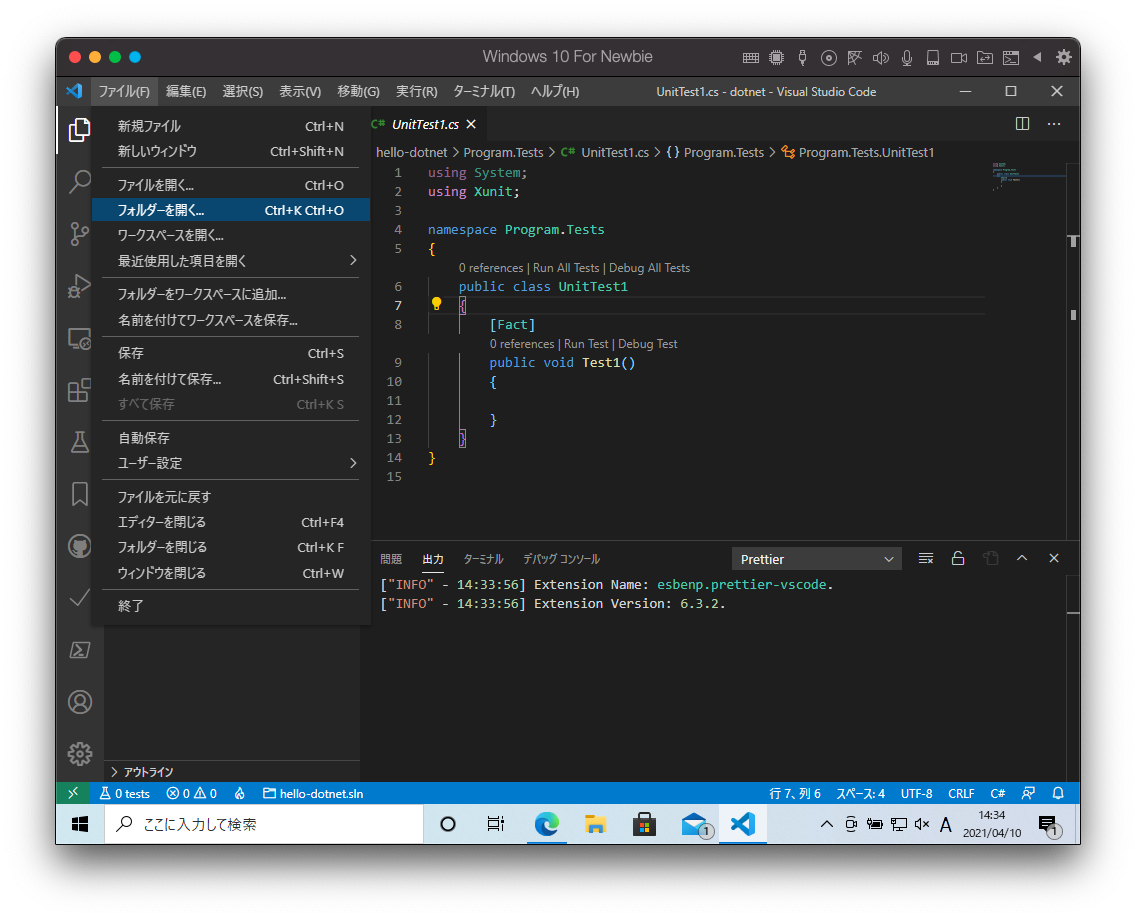 Windows 10 For Newbie
ファイル(F) 編集(E) 選択(S) 表示(V) 移動(G) 実行(R) ターミナル(T) ヘルプ(H) UnitTest1.cs - dotnet - Visual Studio Code
新規ファイル Ctrl+N
新しいウィンドウ Ctrl+Shift+N
ファイルを開く... Ctrl+O
フォルダーを開く... Ctrl+K Ctrl+O
ワークスペースを開く...
最近使用した項目を開く
フォルダーをワークスペースに追加...
名前を付けてワークスペースを保存...
保存 Ctrl+S
名前を付けて保存... Ctrl+Shift+S
すべて保存 Ctrl+K S
自動保存
ユーザー設定
ファイルを元に戻す
エディターを閉じる Ctrl+F4
フォルダーを閉じる Ctrl+K F
ウィンドウを閉じる Ctrl+W
終了
C# UnitTest1.cs
hello-dotnet > Program.Tests > C# UnitTest1.cs > {} Program.Tests > Program.Tests.UnitTest1
1 using System;
2 using Xunit;
3
4 namespace Program.Tests
5 {
0 references | Run All Tests | Debug All Tests
6 public class UnitTest1
7 {
8 [Fact]
0 references | Run Test | Debug Test
9 public void Test1()
10 {
11
12 }
13 }
14 }
15
問題 出力 ターミナル デバッグ コンソール Prettier
["INFO" - 14:33:56] Extension Name: esbenp.prettier-vscode.
["INFO" - 14:33:56] Extension Version: 6.3.2.
アウトライン
0 tests 0 0 hello-dotnet.sln 行 7、列 6 スペース: 4 UTF-8 CRLF C#
ここに入力して検索 1 A 14:34
2021/04/10 1